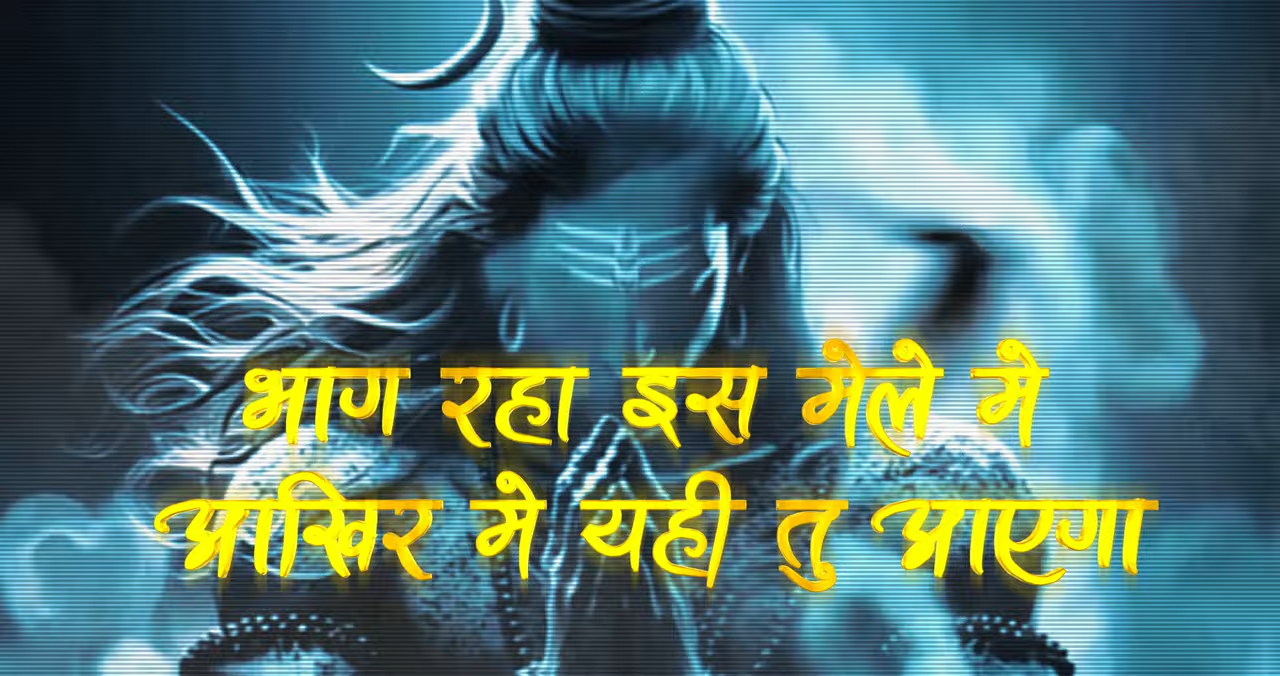 भाग रहा इस मेले मे
आखिर मे यही तु आएगा